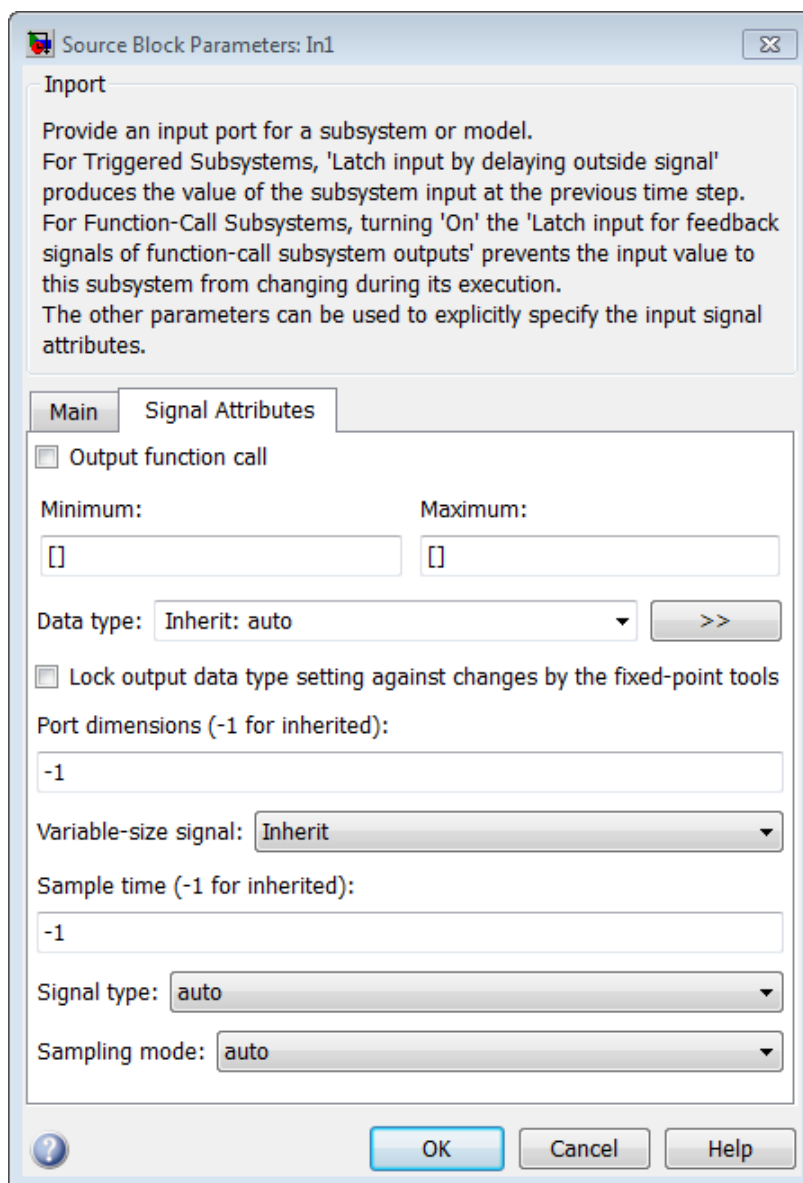 Source Block Parameters: In1
Inport
Provide an input port for a subsystem or model.
For Triggered Subsystems, 'Latch input by delaying outside signal'
produces the value of the subsystem input at the previous time step.
For Function-Call Subsystems, turning 'On' the 'Latch input for feedback
signals of function-call subsystem outputs' prevents the input value to
this subsystem from changing during its execution.
The other parameters can be used to explicitly specify the input signal
attributes.
Main Signal Attributes
Output function call
Minimum: Maximum:
[] []
Data type: Inherit: auto >>
Lock output data type setting against changes by the fixed-point tools
Port dimensions (-1 for inherited):
-1
Variable-size signal: Inherit
Sample time (-1 for inherited):
-1
Signal type: auto
Sampling mode: auto
? OK Cancel Help